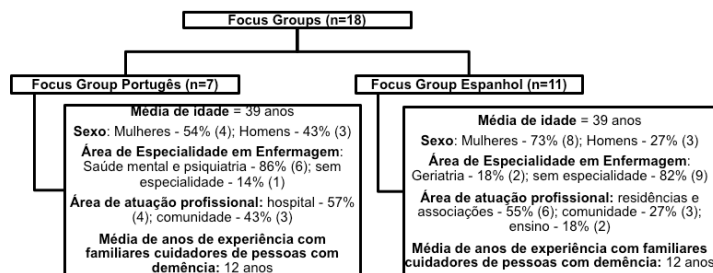 Focus Groups (n=18)
Focus Group Portugês (n=7)
Focus Group Espanhol (n=11)
Média de idade = 39 anos
Sexo: Mulheres - 54% (4); Homens - 43% (3)
Área de Especialidade em Enfermagem:
Saúde mental e psiquiatria - 86% (6); sem
especialidade - 14% (1)
Área de atuação profissional: hospital - 57%
(4); comunidade - 43% (3)
Média de anos de experiência com
familiares cuidadores de pessoas com
demência: 12 anos
Média de idade = 39 anos
Sexo: Mulheres - 73% (8); Homens - 27% (3)
Área de Especialidade em Enfermagem:
Geriatria - 18% (2); sem especialidade - 82% (9)
Área de atuação profissional: residências e
associações - 55% (6); comunidade - 27% (3);
ensino - 18% (2)
Média de anos de experiência com familiares
cuidadores de pessoas com demência: 12 anos